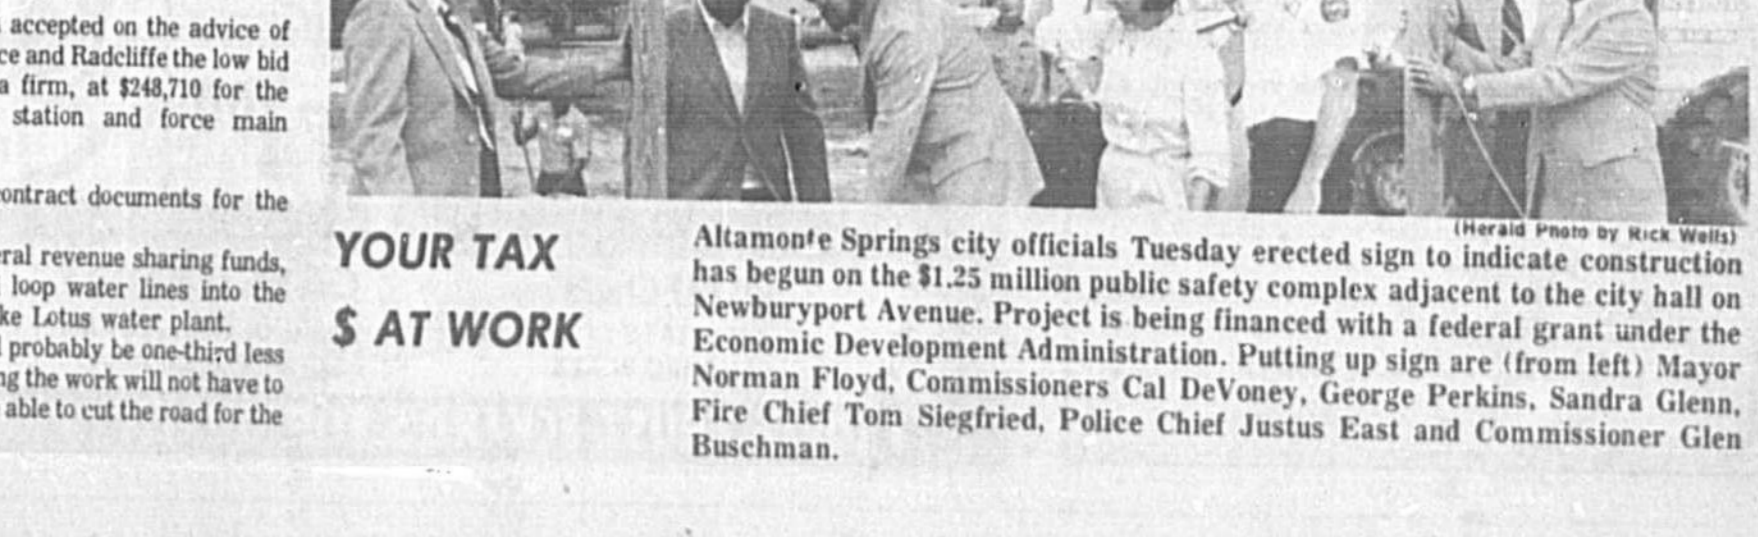 accepted on the advice of
ce and Radcliffe the low bid
a firm, at $248,710 for the
station and force main
ontract documents for the
ral revenue sharing funds,
loop water lines into the
ke Lotus water plant.
probably be one-third less
ng the work will not have to
able to cut the road for the
(Herald Photo by Rick Wells)
YOUR TAX
$ AT WORK
Altamonte Springs city officials Tuesday erected sign to indicate construction
has begun on the $1.25 million public safety complex adjacent to the city hall on
Newburyport Avenue. Project is being financed with a federal grant under the
Economic Development Administration. Putting up sign are (from left) Mayor
Norman Floyd, Commissioners Cal DeVoney, George Perkins, Sandra Glenn,
Fire Chief Tom Siegfried, Police Chief Justus East and Commissioner Glen
Buschman.